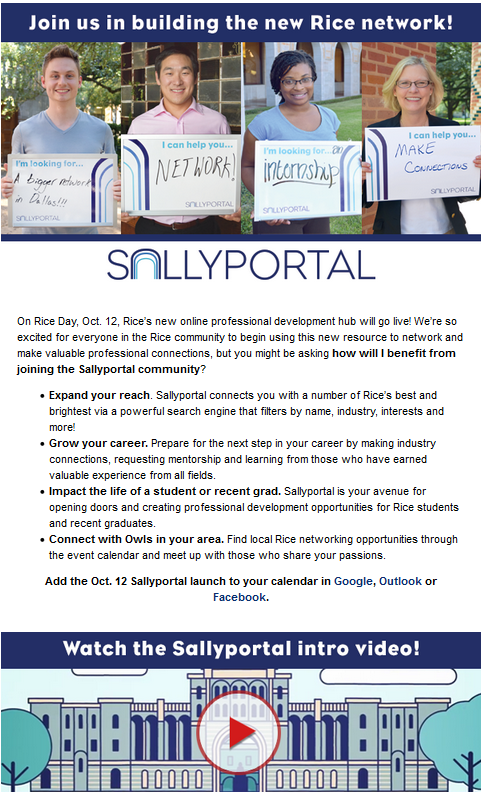 Join us in building the new Rice network!
I'm looking for...
A bigger network
in Dallas!!!
SALLYPORTAL
I can help you...
NETWORK!
SALLYPORTAL
I'm looking for... an
internship
SALLYPORTAL
I can help you...
MAKE
CONNECTIONS
SALLYPORTAL
SALLYPORTAL
On Rice Day, Oct. 12, Rice's new online professional development hub will go live! We're so
excited for everyone in the Rice community to begin using this new resource to network and
make valuable professional connections, but you might be asking how will I benefit from
joining the Sallyportal community?
• Expand your reach. Sallyportal connects you with a number of Rice's best and
brightest via a powerful search engine that filters by name, industry, interests and
more!
• Grow your career. Prepare for the next step in your career by making industry
connections, requesting mentorship and learning from those who have earned
valuable experience from all fields.
• Impact the life of a student or recent grad. Sallyportal is your avenue for
opening doors and creating professional development opportunities for Rice students
and recent graduates.
• Connect with Owls in your area. Find local Rice networking opportunities through
the event calendar and meet up with those who share your passions.
Add the Oct. 12 Sallyportal launch to your calendar in Google, Outlook or
Facebook.
Watch the Sallyportal intro video!